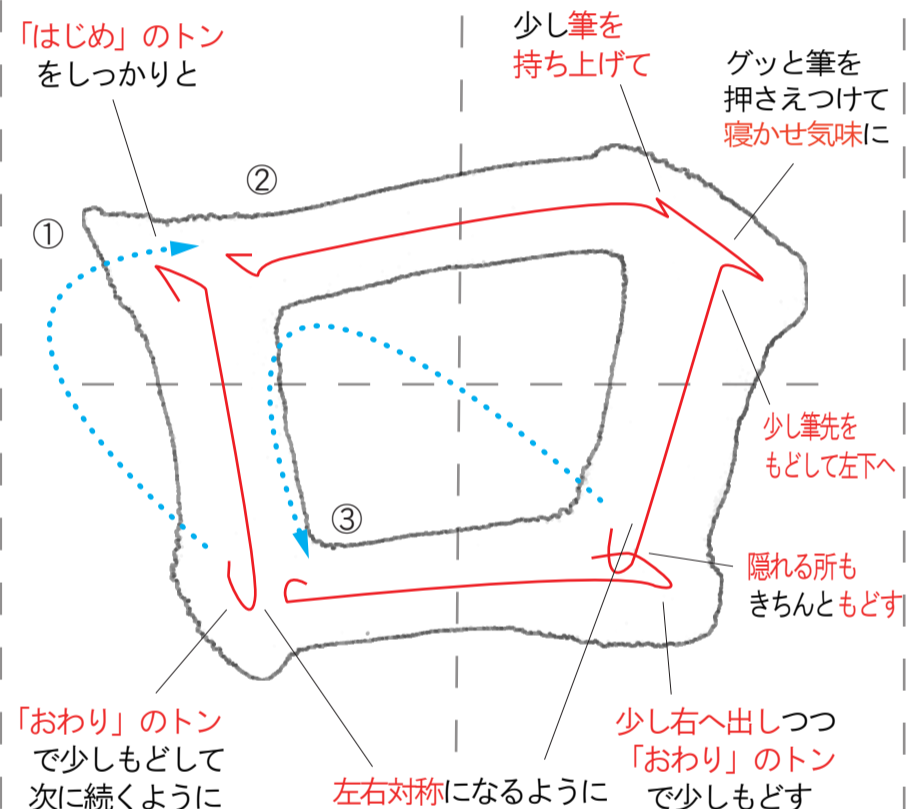 「はじめ」のトン
をしっかりと
少し筆を
持ち上げて
グッと筆を
押さえつけて
寝かせ気味に
①
②
少し筆先を
もどして左下へ
③
隠れる所も
きちんともどす
「おわり」のトン
で少しもどして
次に続くように
左右対称になるように
少し右へ出しつつ
「おわり」のトン
で少しもどす